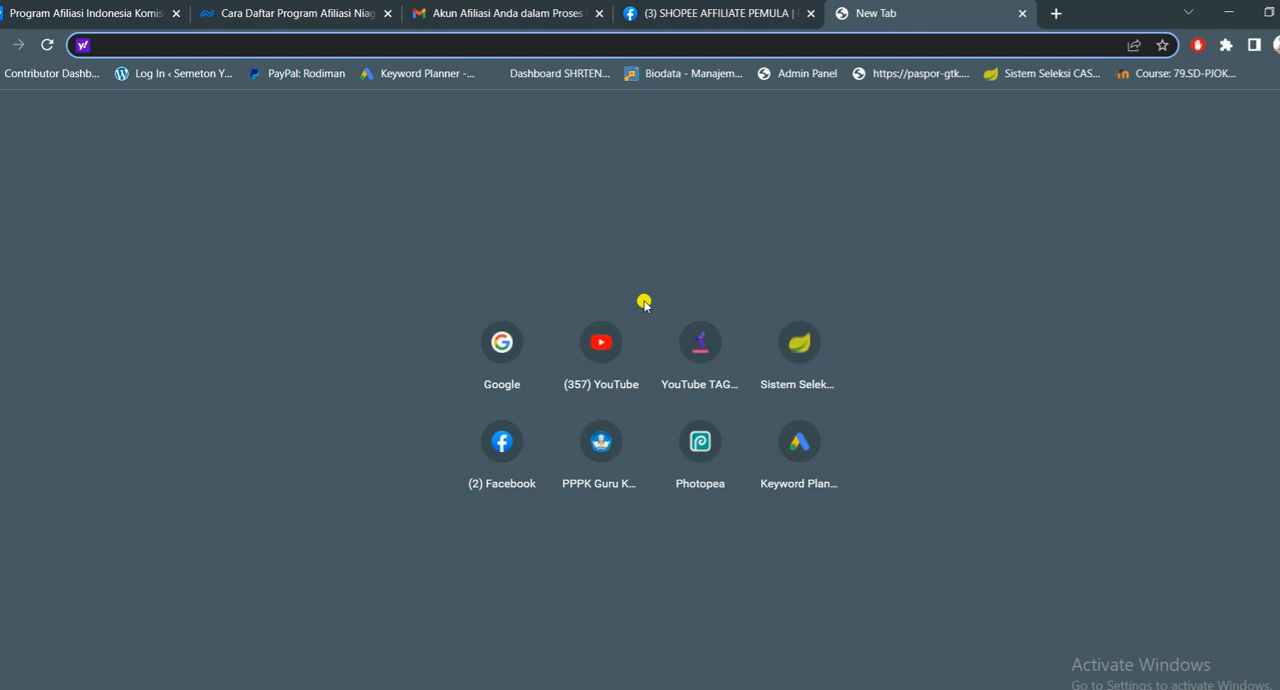 Program Afiliasi Indonesia Komis
Cara Daftar Program Afiliasi Niag
Akun Afiliasi Anda dalam Proses
(3) SHOPEE AFFILIATE PEMULA |
New Tab
y!
Contributor Dashb...
Log In ‹ Semeton Y...
PayPal: Rodiman
Keyword Planner -...
Dashboard SHRTEN...
Biodata - Manajem...
Admin Panel
https://paspor-gtk....
Sistem Seleksi CAS...
Course: 79.SD-PJOK...
Google
(357) YouTube
YouTube TAG...
Sistem Selek...
(2) Facebook
PPPK Guru K...
Photopea
Keyword Plan...
Activate Windows
Go to Settings to activate Windows.